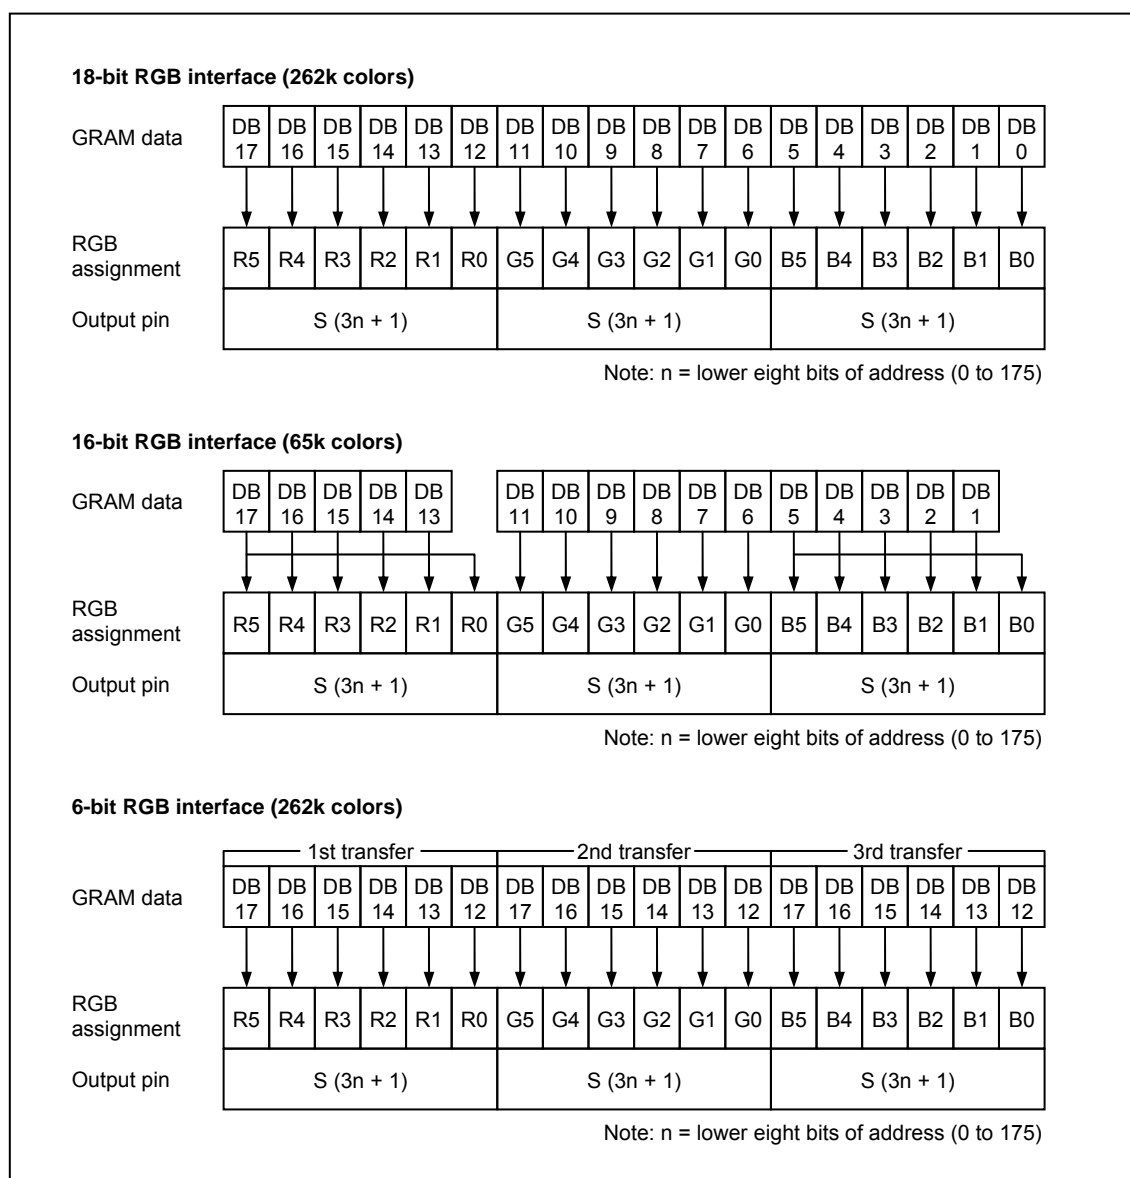 18-bit RGB interface (262k colors)
GRAM data
DB 17 DB 16 DB 15 DB 14 DB 13 DB 12 DB 11 DB 10 DB 9 DB 8 DB 7 DB 6 DB 5 DB 4 DB 3 DB 2 DB 1 DB 0
RGB assignment
R5 R4 R3 R2 R1 R0 G5 G4 G3 G2 G1 G0 B5 B4 B3 B2 B1 B0
Output pin S (3n + 1) S (3n + 1) S (3n + 1)
Note: n = lower eight bits of address (0 to 175)
16-bit RGB interface (65k colors)
GRAM data
DB 17 DB 16 DB 15 DB 14 DB 13 DB 11 DB 10 DB 9 DB 8 DB 7 DB 6 DB 5 DB 4 DB 3 DB 2 DB 1
RGB assignment
R5 R4 R3 R2 R1 R0 G5 G4 G3 G2 G1 G0 B5 B4 B3 B2 B1 B0
Output pin S (3n + 1) S (3n + 1) S (3n + 1)
Note: n = lower eight bits of address (0 to 175)
6-bit RGB interface (262k colors)
1st transfer 2nd transfer 3rd transfer
GRAM data
DB 17 DB 16 DB 15 DB 14 DB 13 DB 12 DB 17 DB 16 DB 15 DB 14 DB 13 DB 12 DB 17 DB 16 DB 15 DB 14 DB 13 DB 12
RGB assignment
R5 R4 R3 R2 R1 R0 G5 G4 G3 G2 G1 G0 B5 B4 B3 B2 B1 B0
Output pin S (3n + 1) S (3n + 1) S (3n + 1)
Note: n = lower eight bits of address (0 to 175)